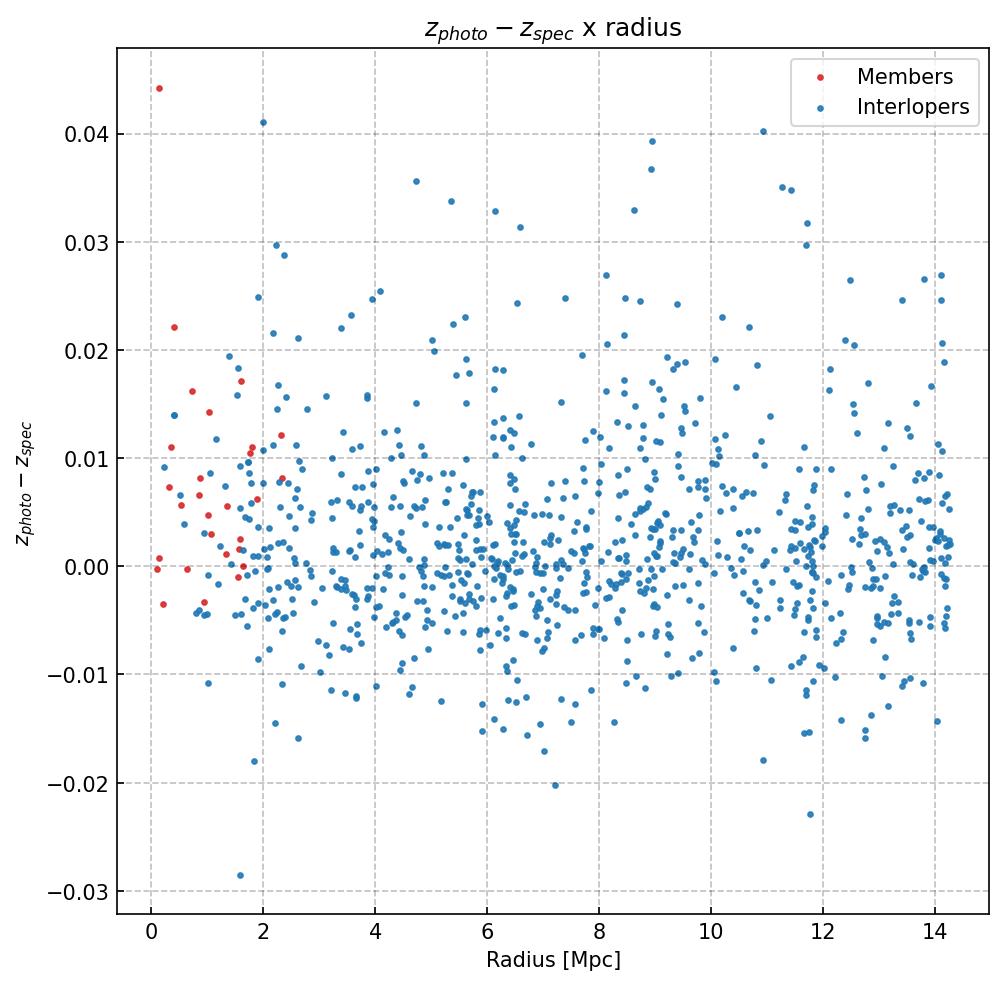 z_photo − z_spec x radius
Members
Interlopers
0.04
0.03
0.02
0.01
0.00
−0.01
−0.02
−0.03
z_photo − z_spec
0 2 4 6 8 10 12 14
Radius [Mpc]